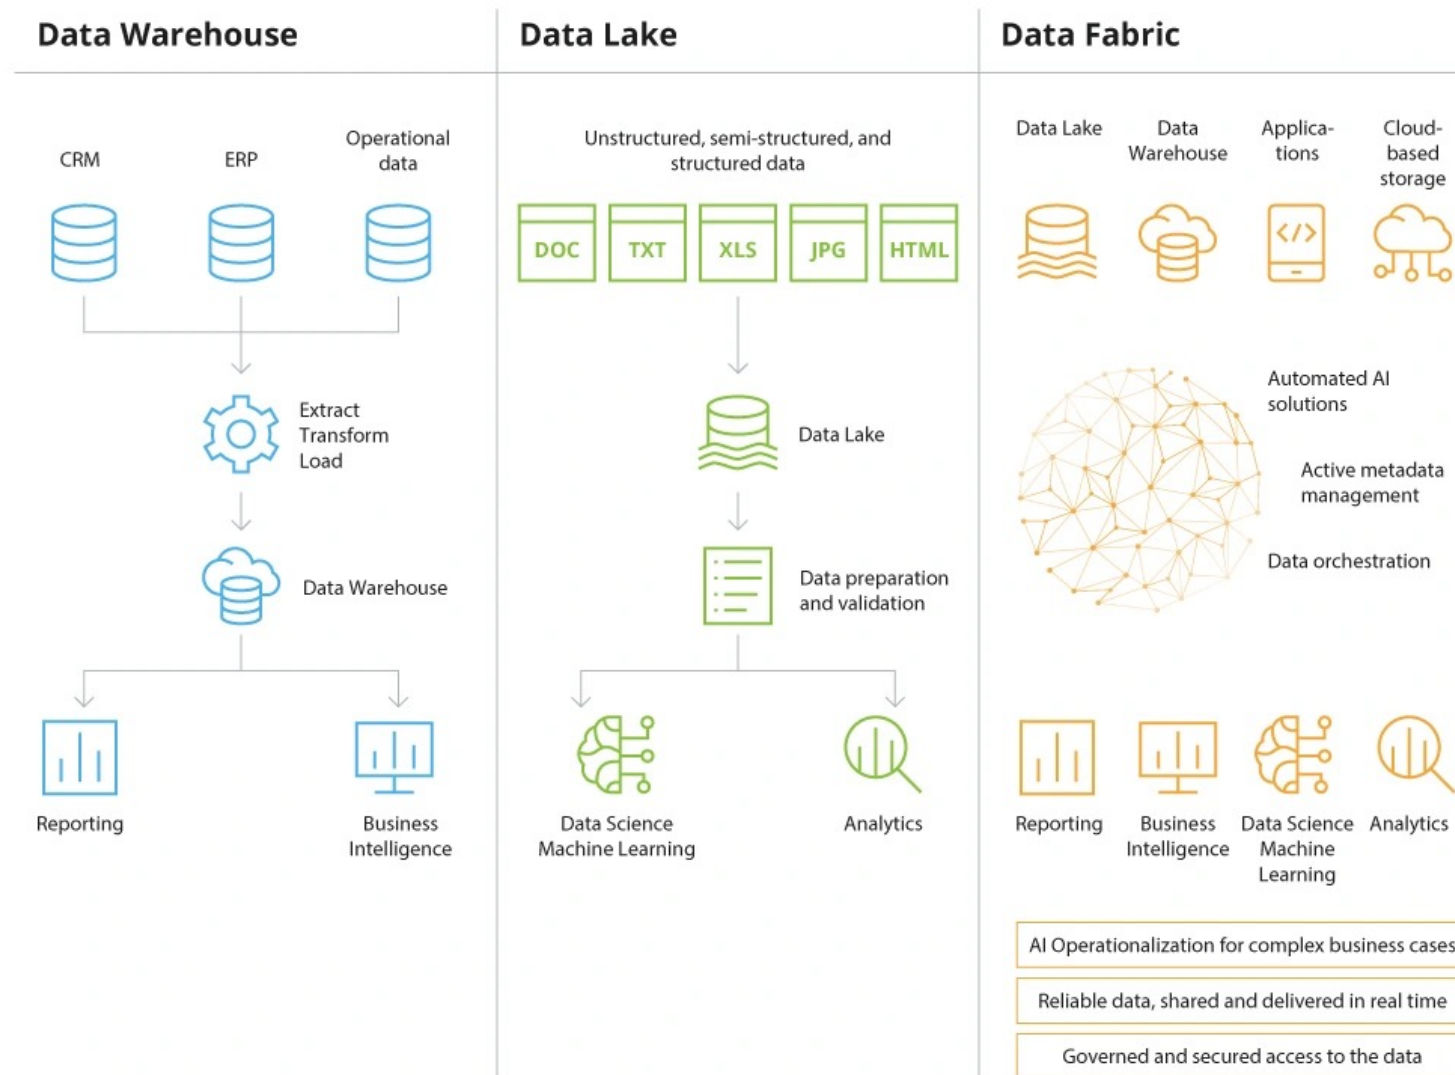 Data Warehouse
CRM
ERP
Operational
data
Extract
Transform
Load
Data Warehouse
Reporting
Business
Intelligence
Data Lake
Unstructured, semi-structured, and
structured data
DOC
TXT
XLS
JPG
HTML
Data Lake
Data preparation
and validation
Data Science
Machine Learning
Analytics
Data Fabric
Data Lake
Data
Warehouse
Applica-
tions
Cloud-
based
storage
</>
Automated AI
solutions
Active metadata
management
Data orchestration
Reporting
Business
Intelligence
Data Science
Machine
Learning
Analytics
AI Operationalization for complex business cases
Reliable data, shared and delivered in real time
Governed and secured access to the data